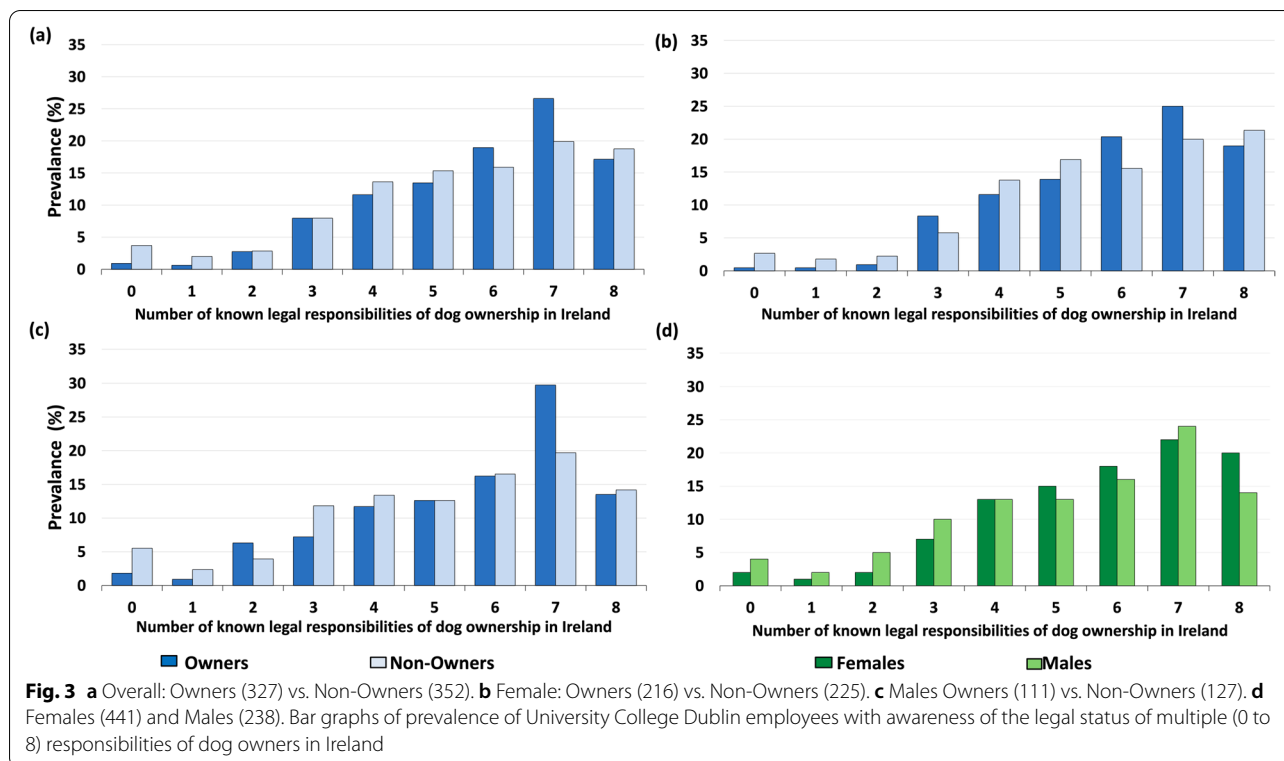 (a)
35
30
25
20
15
10
5
0
Prevalance (%)
0 1 2 3 4 5 6 7 8
Number of known legal responsibilities of dog ownership in Ireland
(b)
35
30
25
20
15
10
5
0
0 1 2 3 4 5 6 7 8
Number of known legal responsibilities of dog ownership in Ireland
(c)
35
30
25
20
15
10
5
0
Prevalance (%)
0 1 2 3 4 5 6 7 8
Number of known legal responsibilities of dog ownership in Ireland
Owners Non-Owners
(d)
35
30
25
20
15
10
5
0
0 1 2 3 4 5 6 7 8
Number of known legal responsibilities of dog ownership in Ireland
Females Males
Fig. 3 a Overall: Owners (327) vs. Non-Owners (352). b Female: Owners (216) vs. Non-Owners (225). c Males Owners (111) vs. Non-Owners (127). d
Females (441) and Males (238). Bar graphs of prevalence of University College Dublin employees with awareness of the legal status of multiple (0 to
8) responsibilities of dog owners in Ireland